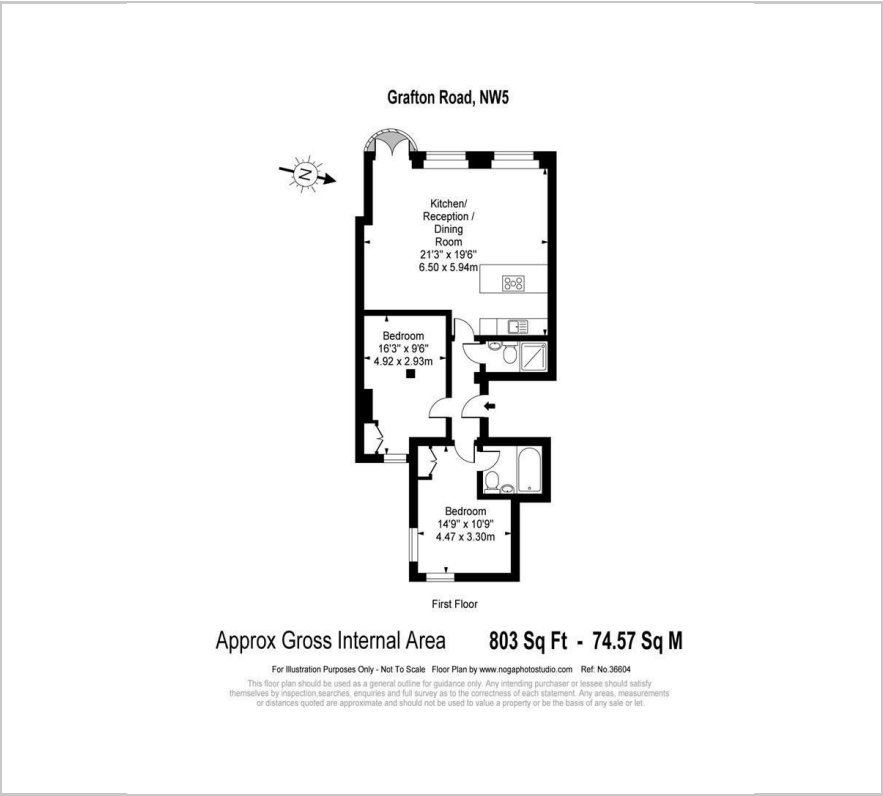 Grafton Road, NW5
N
Kitchen/
Reception /
Dining
Room
21'3" x 19'6"
6.50 x 5.94m
Bedroom
16'3" x 9'6"
4.92 x 2.93m
Bedroom
14'9" x 10'9"
4.47 x 3.30m
First Floor
Approx Gross Internal Area 803 Sq Ft - 74.57 Sq M
For Illustration Purposes Only - Not To Scale Floor Plan by www.nogaphotostudio.com Ref: No.36604
This floor plan should be used as a general outline for guidance only. Any intending purchaser or lessee should satisfy
themselves by inspection,searches, enquiries and full survey as to the correctness of each statement. Any areas, measurements
or distances quoted are approximate and should not be used to value a property or be the basis of any sale or let.